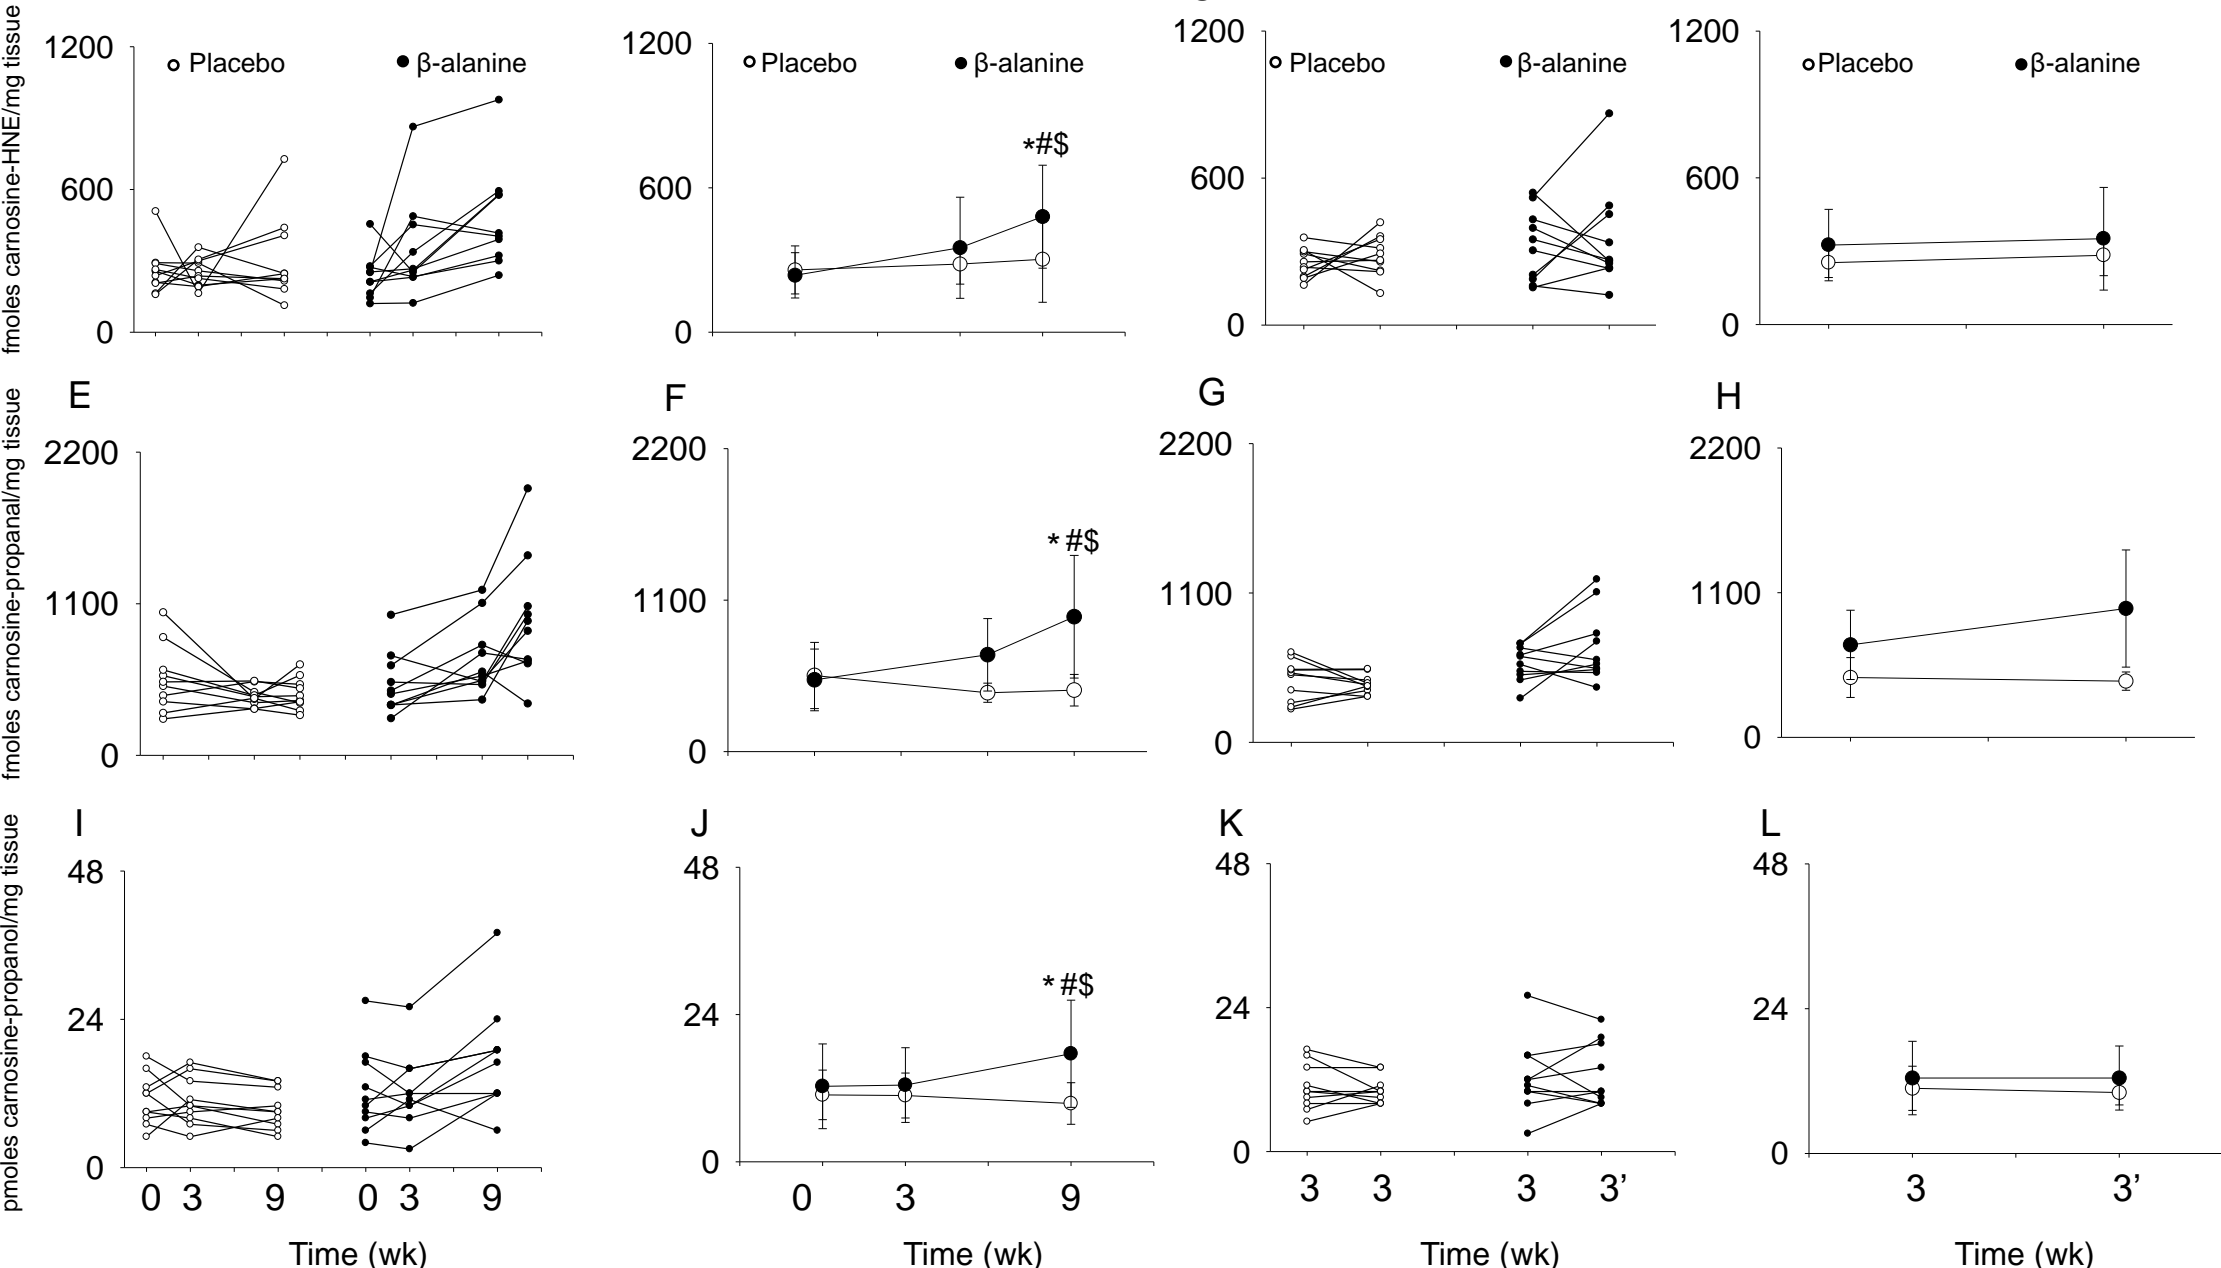 fmoles carnosine-HNE/mg tissue
1200
600
0
Placebo
β-alanine
1200
600
0
Placebo
β-alanine
*#$
1200
600
0
Placebo
β-alanine
1200
600
0
Placebo
β-alanine
fmoles carnosine-propanal/mg tissue
E
2200
1100
0
F
2200
1100
0
* #$
G
2200
1100
0
H
2200
1100
0
pmoles carnosine-propanol/mg tissue
I
48
24
0
0 3 9 0 3 9
Time (wk)
J
48
24
0
* #$
0 3 9
Time (wk)
K
48
24
0
3 3 3 3’
Time (wk)
L
48
24
0
3 3’
Time (wk)